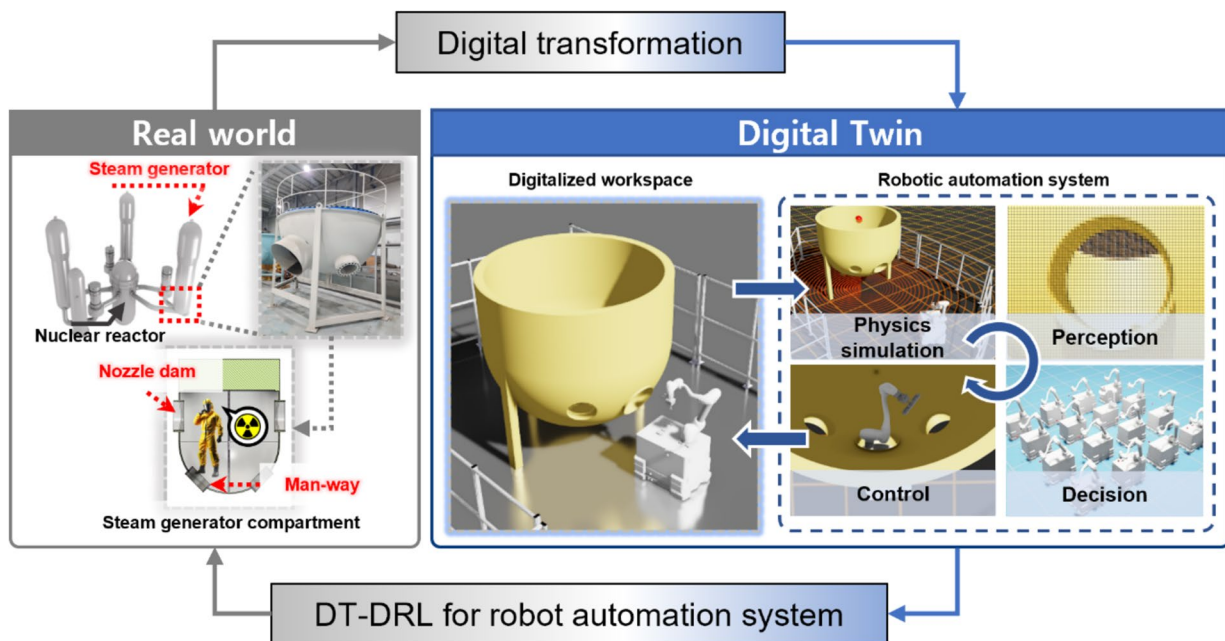 Digital transformation
Real world
Steam generator
Nuclear reactor
Nozzle dam
Man-way
Steam generator compartment
Digital Twin
Digitalized workspace
Robotic automation system
Physics
simulation
Perception
Control
Decision
DT-DRL for robot automation system